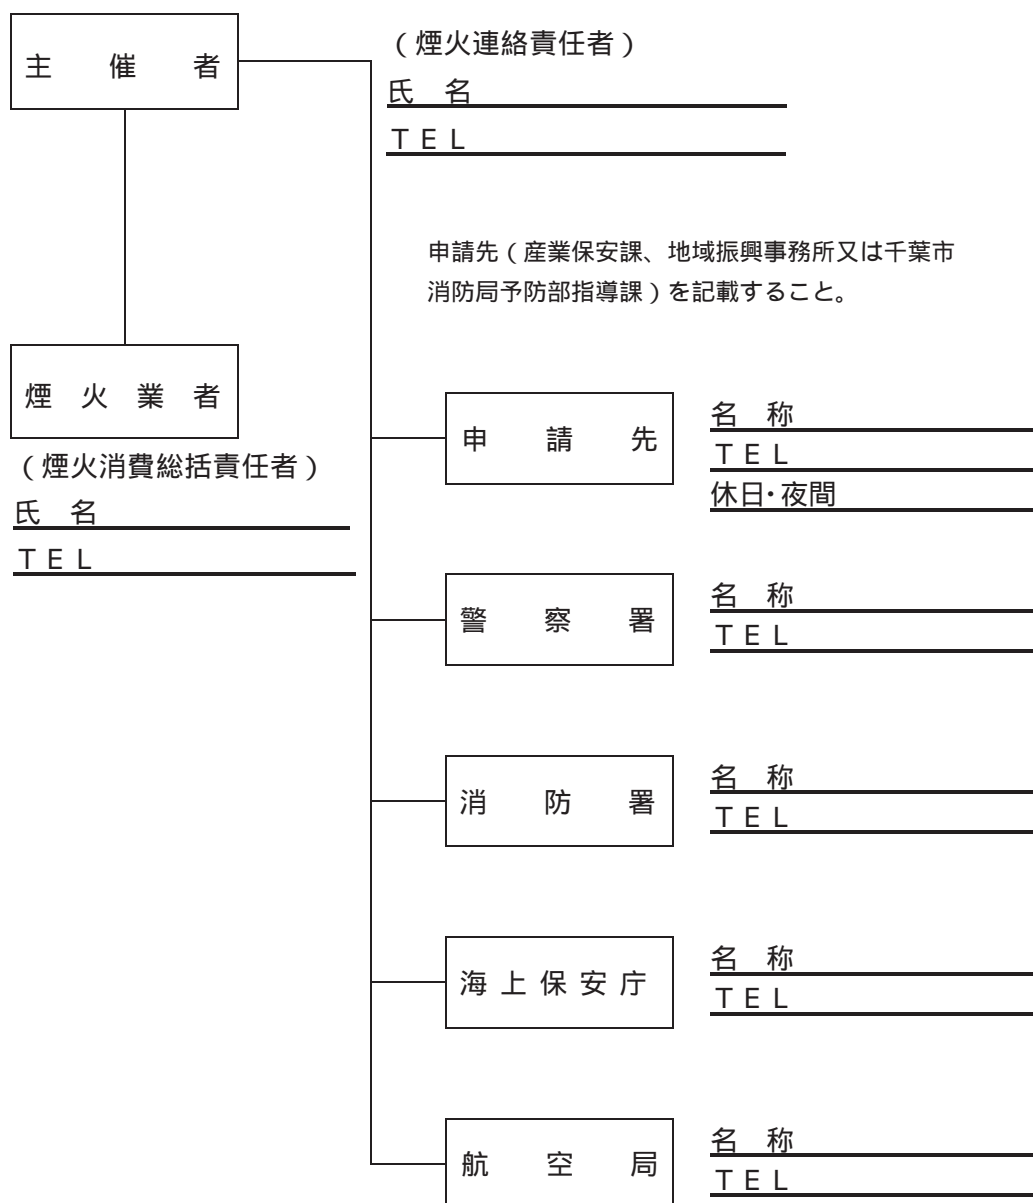 主催者
(煙火連絡責任者)
氏名
TEL
申請先(産業保安課、地域振興事務所又は千葉市
消防局予防部指導課)を記載すること。
煙火業者
(煙火消費総括責任者)
氏名
TEL
申請先
名称
TEL
休日・夜間
警察署
名称
TEL
消防署
名称
TEL
海上保安庁
名称
TEL
航空局
名称
TEL